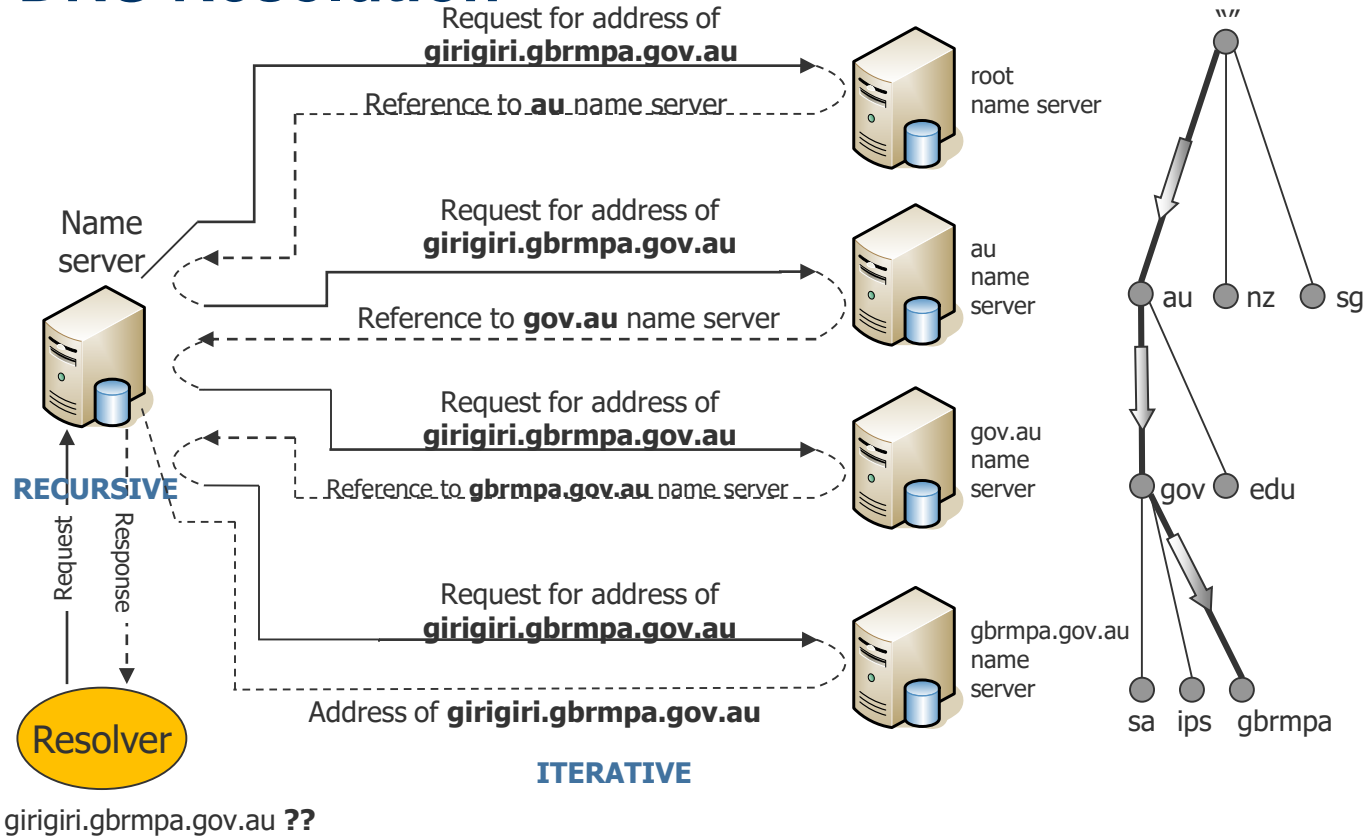 Request for address of
girigiri.gbrmpa.gov.au
Reference to au name server
root
name server
""
Name
server
Request for address of
girigiri.gbrmpa.gov.au
Reference to gov.au name server
au
name
server
au
nz
sg
Request for address of
girigiri.gbrmpa.gov.au
Reference to gbrmpa.gov.au name server
gov.au
name
server
gov
edu
RECURSIVE
Request
Response
Request for address of
girigiri.gbrmpa.gov.au
Address of girigiri.gbrmpa.gov.au
gbrmpa.gov.au
name
server
sa
ips
gbrmpa
Resolver
ITERATIVE
girigiri.gbrmpa.gov.au ??